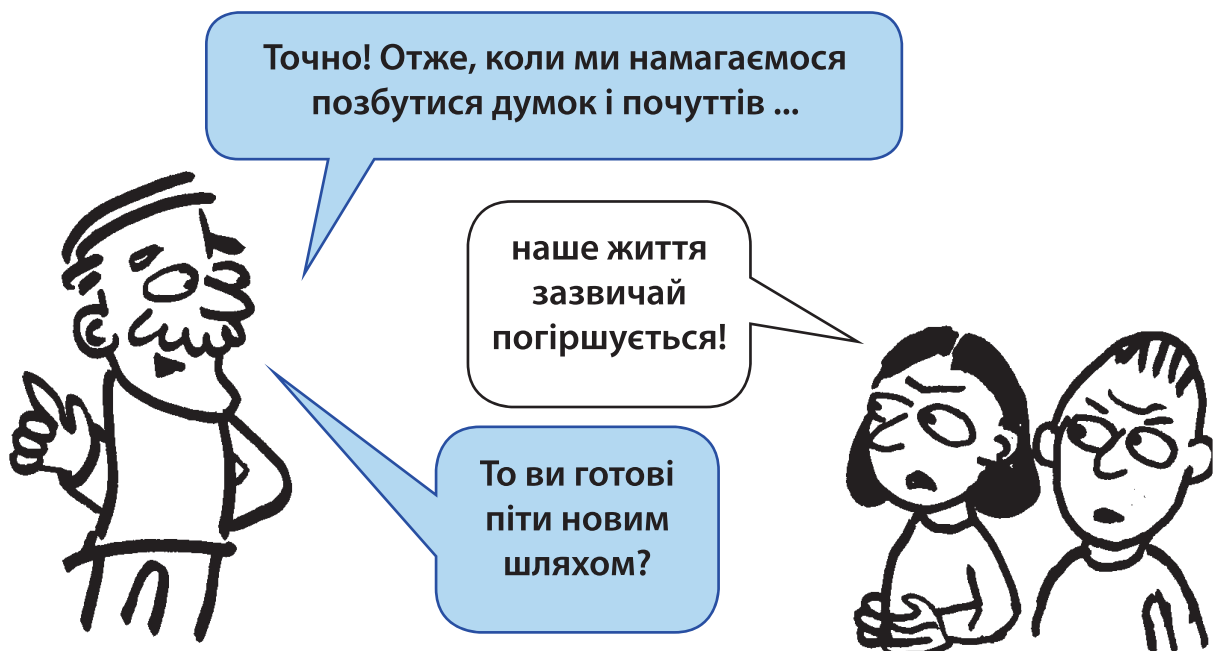 Точно! Отже, коли ми намагаємося
позбутися думок і почуттів ...
наше життя
зазвичай
погіршується!
То ви готові
піти новим
шляхом?